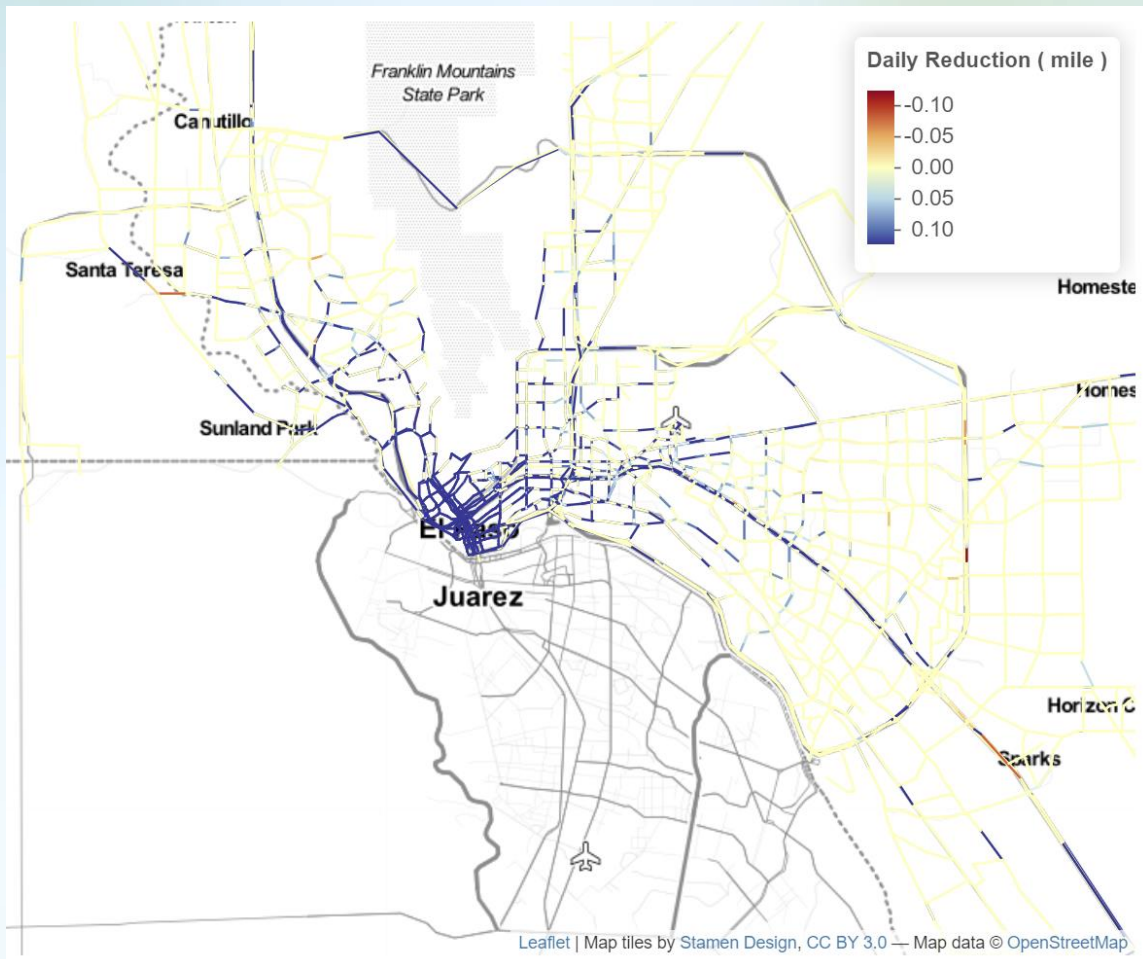 Franklin Mountains
State Park
Daily Reduction ( mile )
-0.10
-0.05
0.00
0.05
0.10
Canutillo
Santa Teresa
Homeste
Homes
Sunland Park
El Paso
Juarez
Horizon C
Sparks
Leaflet | Map tiles by Stamen Design, CC BY 3.0 — Map data © OpenStreetMap